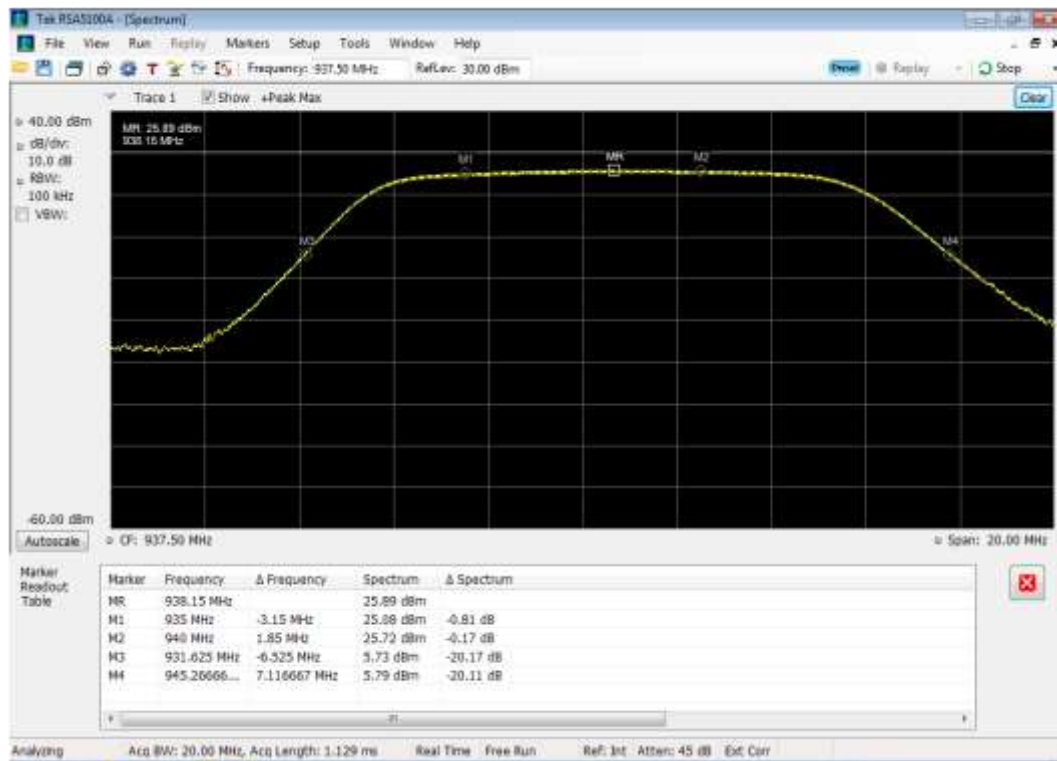 Tek RSA5100A - [Spectrum]
File View Run Replay Markers Setup Tools Window Help
Frequency: 937.50 MHz RefLev: 30.00 dBm Preset Replay Stop
Trace 1 Show +Peak Max Clear
40.00 dBm
dB/div:
10.0 dB
RBW:
100 kHz
VBW:
MR: 25.89 dBm
938.15 MHz
M1 MR M2
M3 M4
-60.00 dBm
Autoscale CF: 937.50 MHz Span: 20.00 MHz
Marker Readout Table
Marker Frequency Δ Frequency Spectrum Δ Spectrum
MR 938.15 MHz 25.89 dBm
M1 935 MHz -3.15 MHz 25.08 dBm -0.81 dB
M2 940 MHz 1.85 MHz 25.72 dBm -0.17 dB
M3 931.625 MHz -6.525 MHz 5.73 dBm -20.17 dB
M4 945.26666... 7.116667 MHz 5.79 dBm -20.11 dB
Analyzing Acq BW: 20.00 MHz, Acq Length: 1.129 ms Real Time Free Run Ref: Int Atten: 45 dB Ext Corr